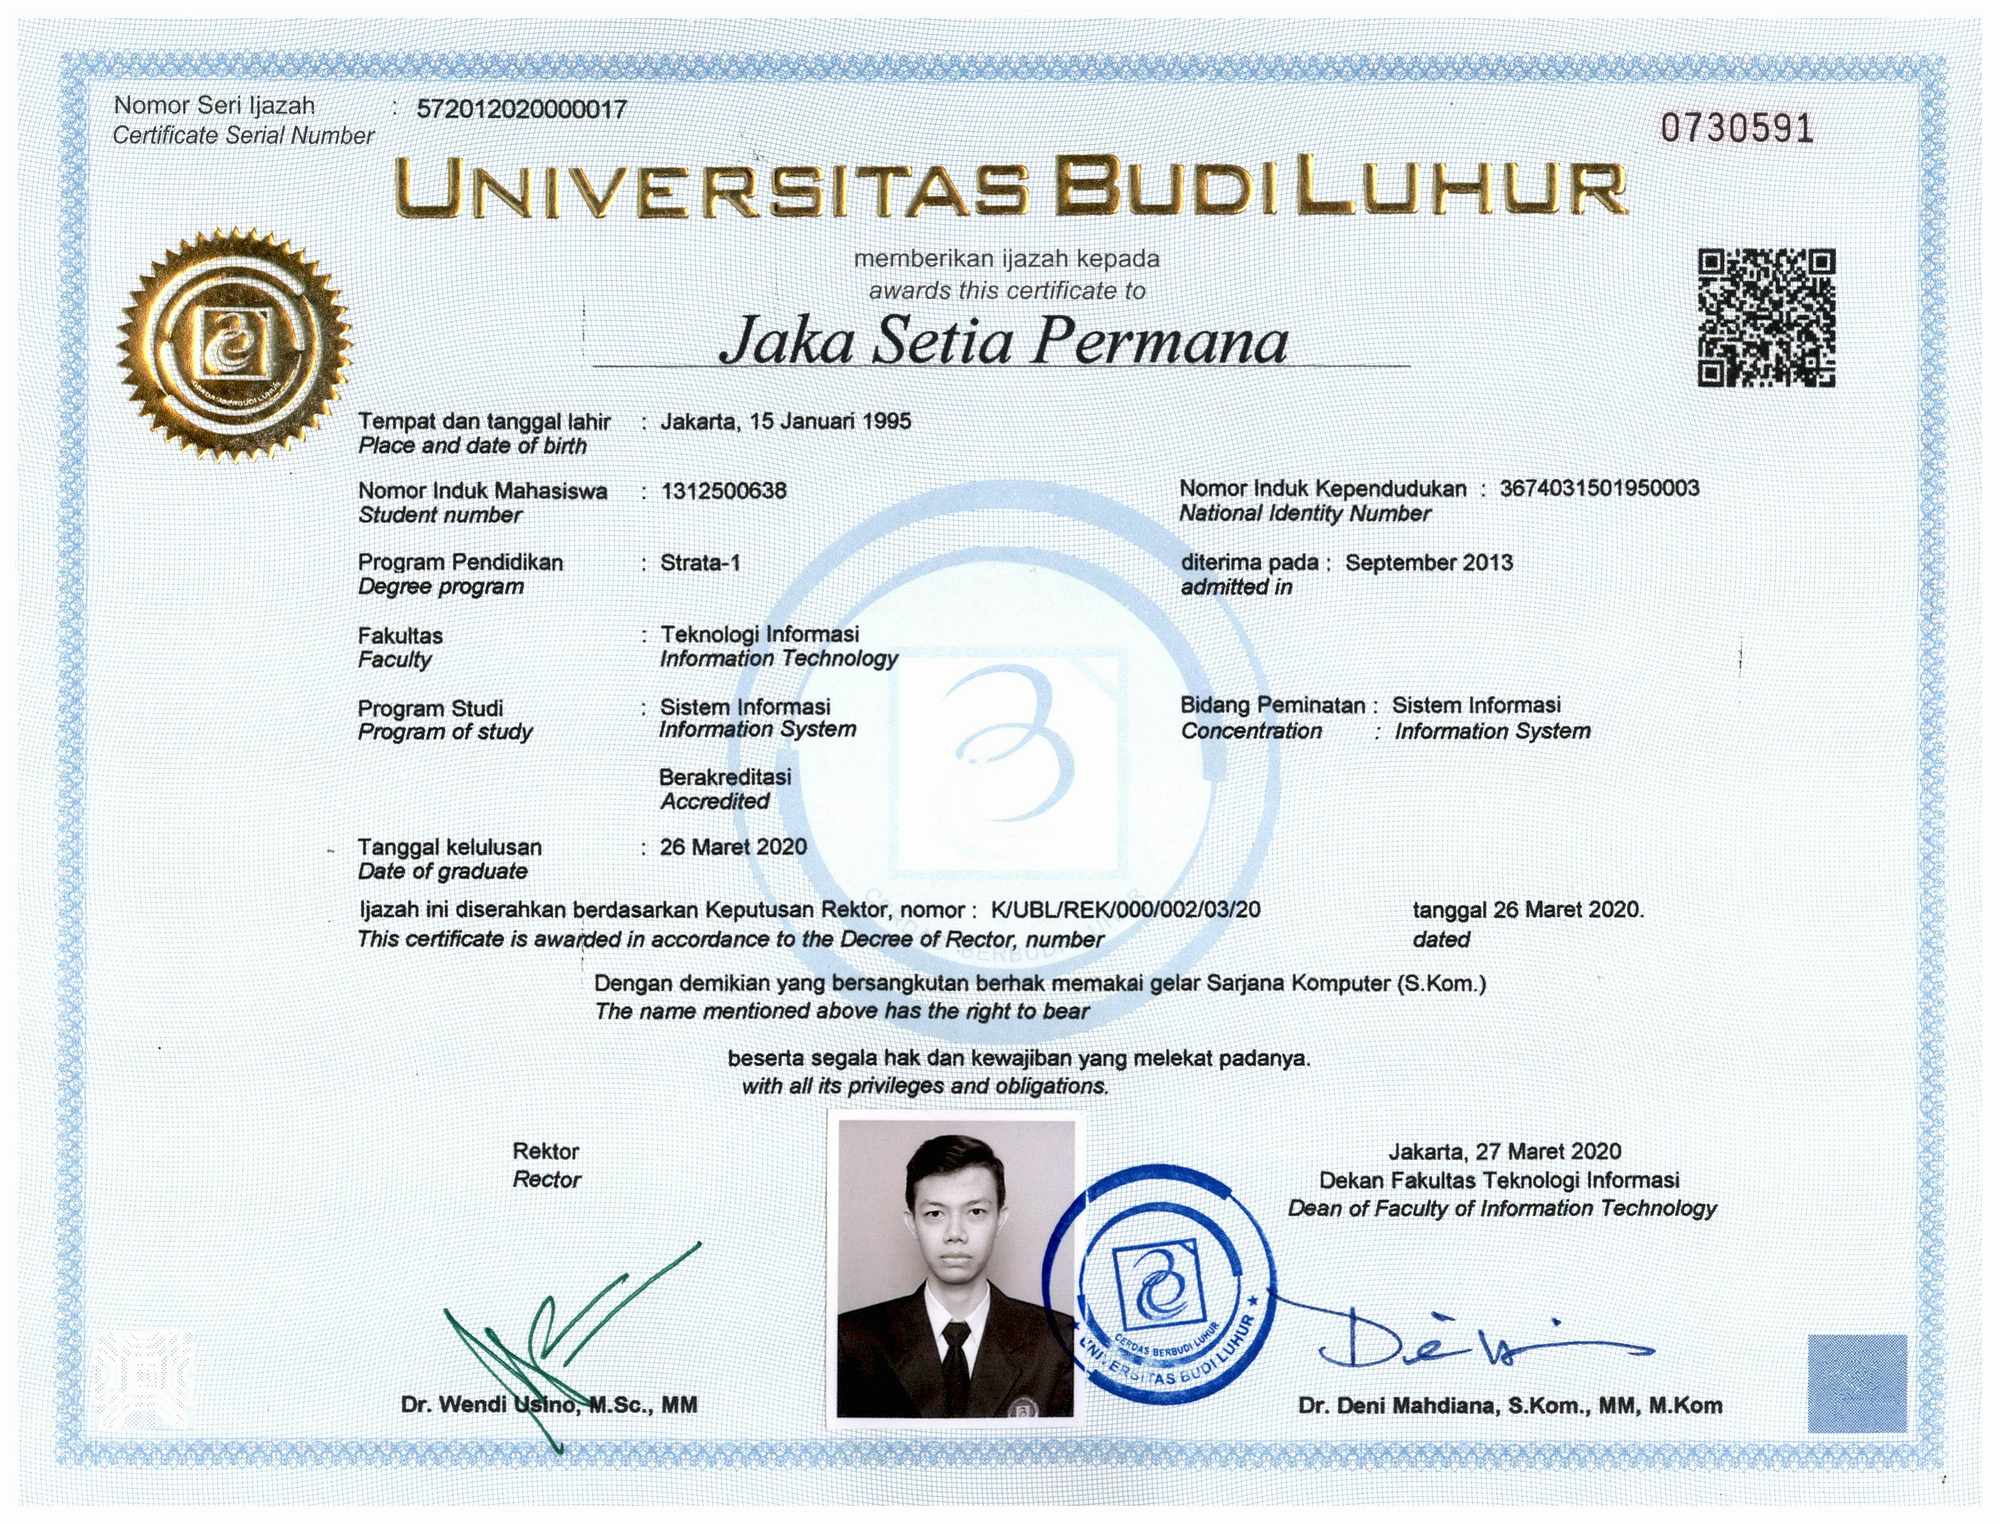 Nomor Seri Ijazah : 572012020000017
Certificate Serial Number
0730591
UNIVERSITAS BUDI LUHUR
memberikan ijazah kepada
awards this certificate to
Jaka Setia Permana
Tempat dan tanggal lahir : Jakarta, 15 Januari 1995
Place and date of birth
Nomor Induk Mahasiswa : 1312500638 Nomor Induk Kependudukan : 3674031501950003
Student number National Identity Number
Program Pendidikan : Strata-1 diterima pada : September 2013
Degree program admitted in
Fakultas : Teknologi Informasi
Faculty Information Technology
Program Studi : Sistem Informasi Bidang Peminatan : Sistem Informasi
Program of study Information System Concentration : Information System
Berakreditasi
Accredited
Tanggal kelulusan : 26 Maret 2020
Date of graduate
Ijazah ini diserahkan berdasarkan Keputusan Rektor, nomor : K/UBL/REK/000/002/03/20 tanggal 26 Maret 2020.
This certificate is awarded in accordance to the Decree of Rector, number dated
Dengan demikian yang bersangkutan berhak memakai gelar Sarjana Komputer (S.Kom.)
The name mentioned above has the right to bear
beserta segala hak dan kewajiban yang melekat padanya.
with all its privileges and obligations.
Rektor
Rector
Jakarta, 27 Maret 2020
Dekan Fakultas Teknologi Informasi
Dean of Faculty of Information Technology
CERDAS BERBUDI LUHUR
UNIVERSITAS BUDI LUHUR
Dr. Wendi Usino, M.Sc., MM
Dr. Deni Mahdiana, S.Kom., MM, M.Kom